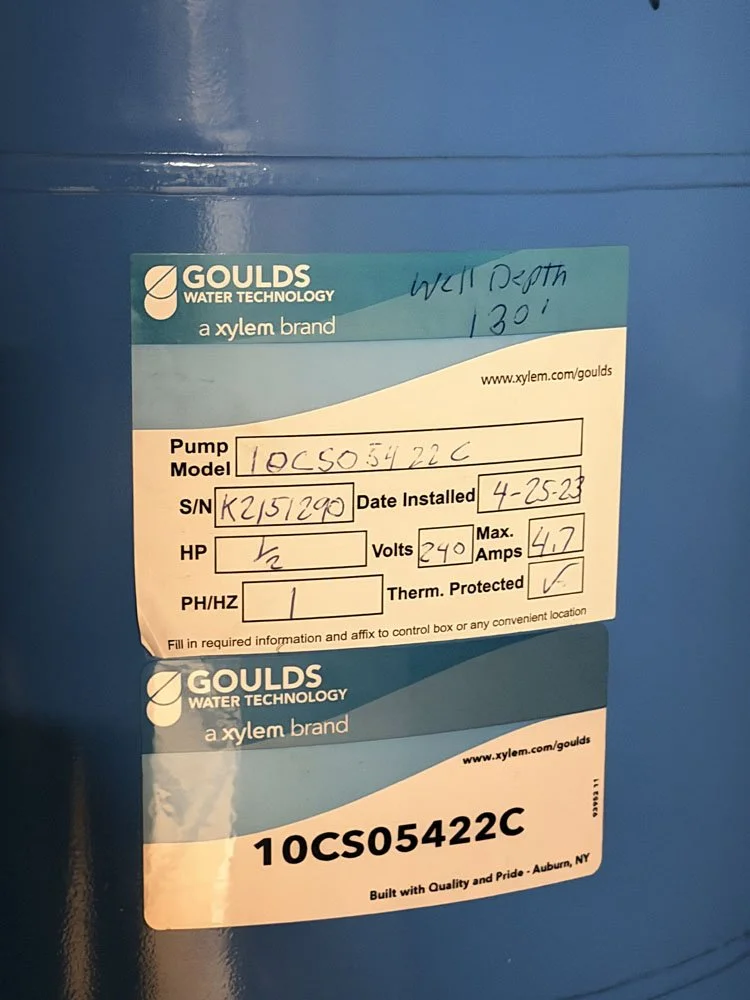 GOULDS
WATER TECHNOLOGY
a xylem brand
Well Depth
130'
www.xylem.com/goulds
Pump Model 10CS05422C
S/N K2151290 Date Installed 4-25-23
HP 1/2 Volts 240 Max. Amps 4.7
PH/HZ 1 Therm. Protected ✓
Fill in required information and affix to control box or any convenient location
GOULDS
WATER TECHNOLOGY
a xylem brand
www.xylem.com/goulds
93952 11
10CS05422C
Built with Quality and Pride - Auburn, NY